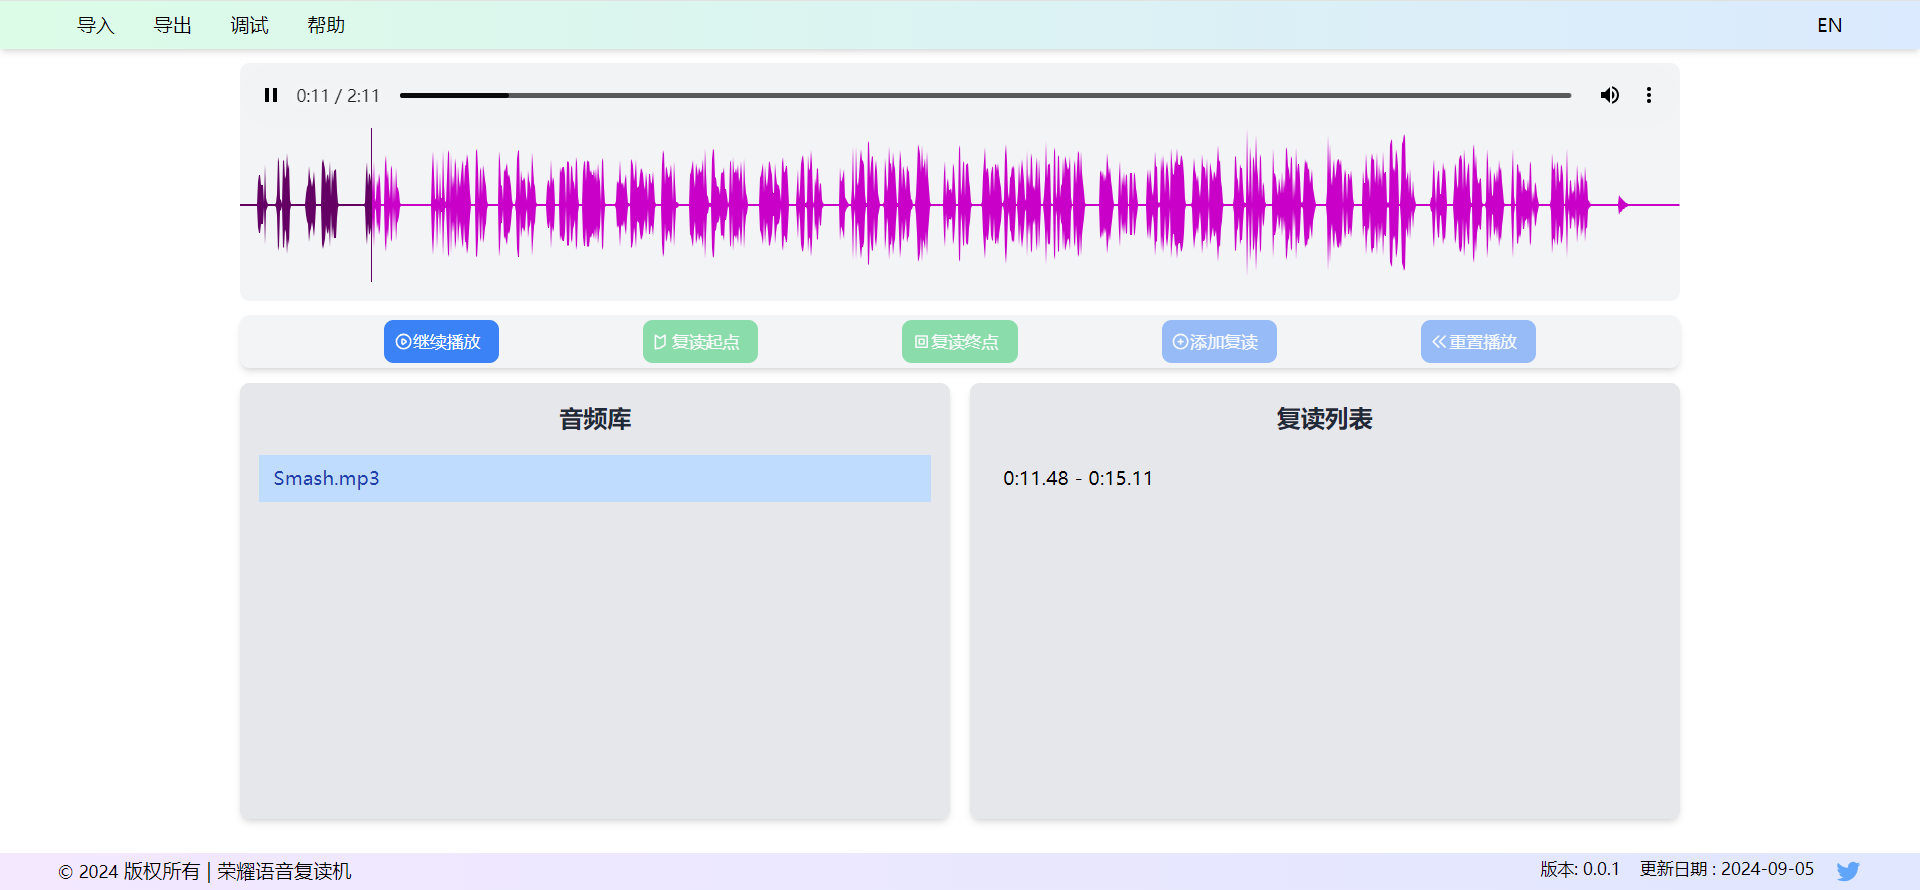 导入 导出 调试 帮助 EN
0:11 / 2:11
继续播放 复读起点 复读终点 添加复读 重置播放
音频库
Smash.mp3
复读列表
0:11.48 - 0:15.11
© 2024 版权所有 | 荣耀语音复读机
版本: 0.0.1 更新日期 : 2024-09-05